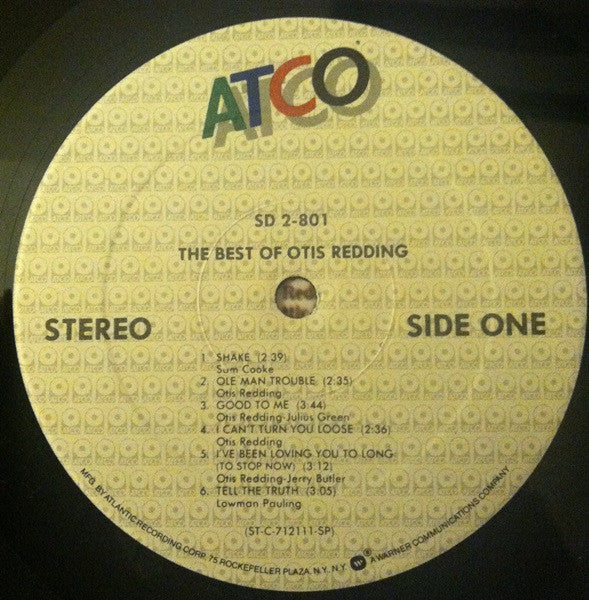 ATCO
SD 2-801
THE BEST OF OTIS REDDING
STEREO
SIDE ONE
1. SHAKE (2:39)
Sum Cooke
2. OLE MAN TROUBLE (2:35)
Otis Redding
3. GOOD TO ME (3:44)
Otis Redding-Julius Green
4. I CAN'T TURN YOU LOOSE (2:36)
Otis Redding
5. I'VE BEEN LOVING YOU TO LONG
(TO STOP NOW) (3:12)
Otis Redding-Jerry Butler
6. TELL THE TRUTH (3:05)
Lowman Pauling
(ST-C-712111-SP)
MFG. BY ATLANTIC RECORDING CORP. 75 ROCKEFELLER PLAZA, N.Y., N.Y. W ® A WARNER COMMUNICATIONS COMPANY